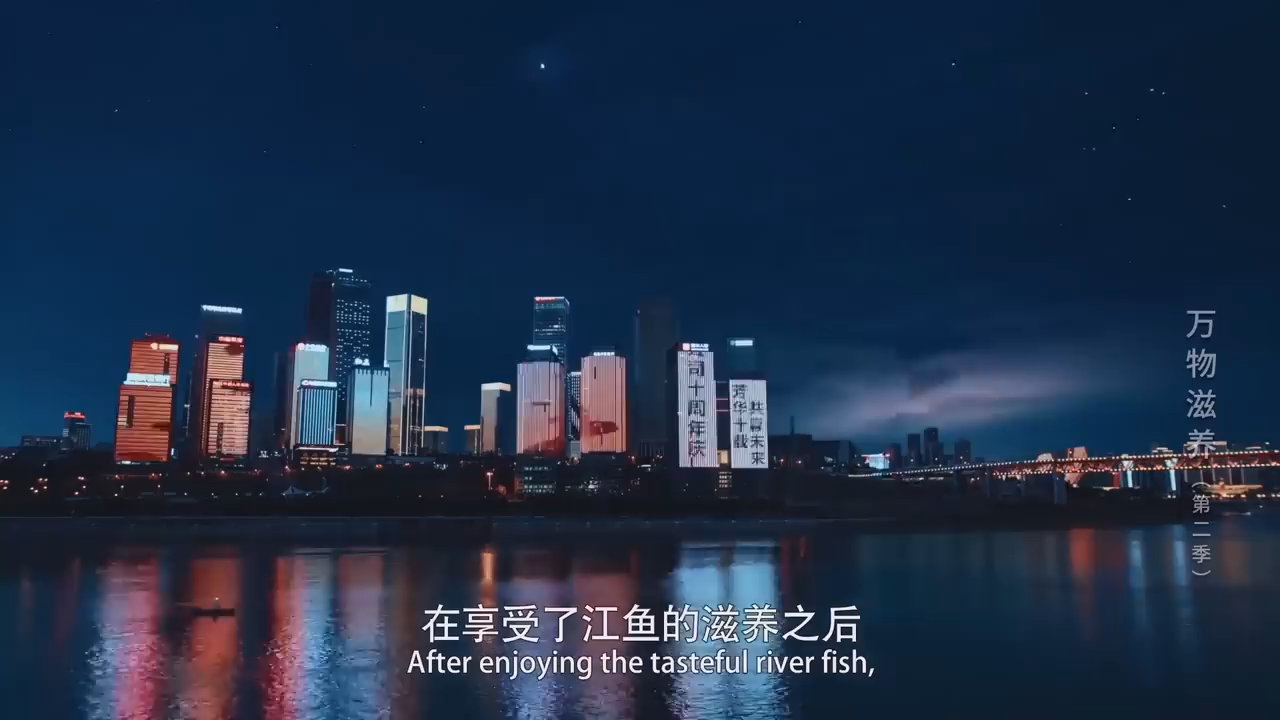 司十周年庆
芳华十载
共赢未来
万物滋养（第二季）
在享受了江鱼的滋养之后
After enjoying the tasteful river fish,